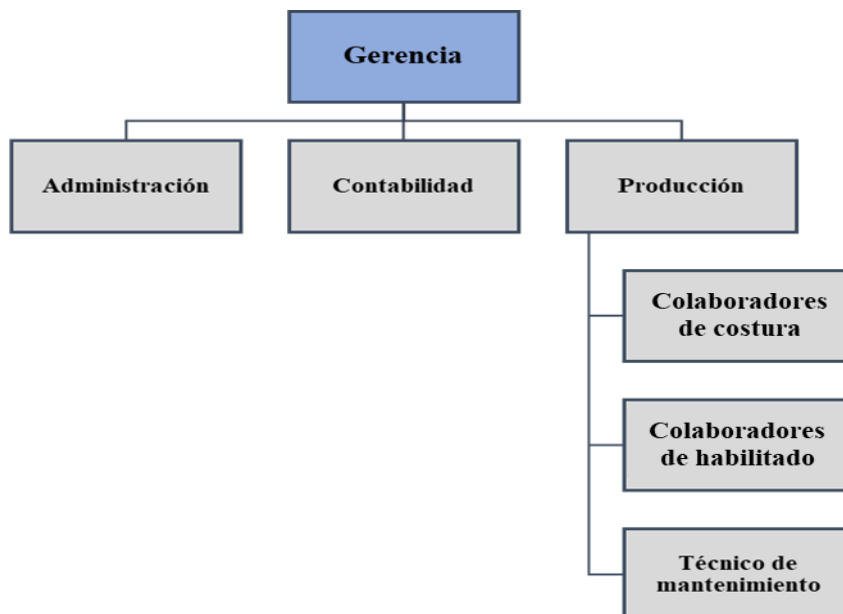 Gerencia
Administración
Contabilidad
Producción
Colaboradores
de costura
Colaboradores
de habilitado
Técnico de
mantenimiento